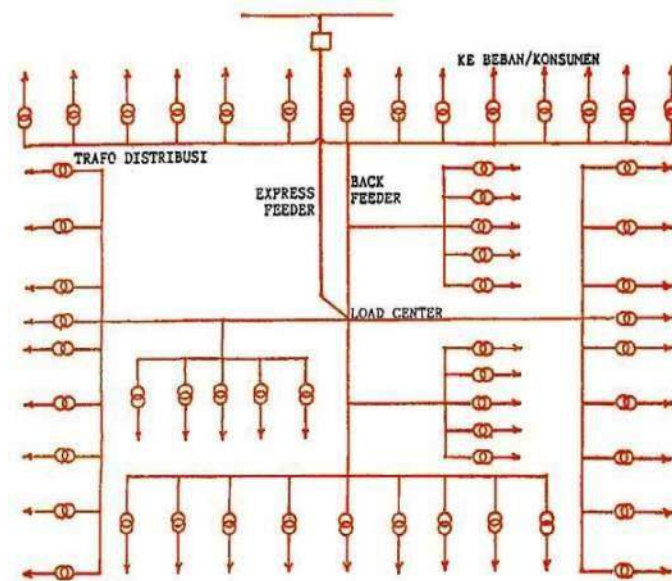 KE BEBAN/KONSUMEN
TRAFO DISTRIBUSI
EXPRESS
FEEDER
BACK
FEEDER
LOAD CENTER